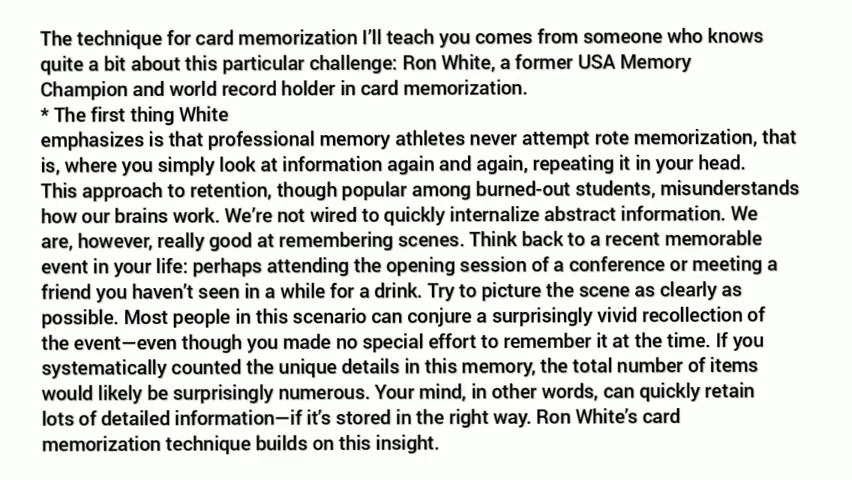 The technique for card memorization I'll teach you comes from someone who knows
quite a bit about this particular challenge: Ron White, a former USA Memory
Champion and world record holder in card memorization.
* The first thing White
emphasizes is that professional memory athletes never attempt rote memorization, that
is, where you simply look at information again and again, repeating it in your head.
This approach to retention, though popular among burned-out students, misunderstands
how our brains work. We're not wired to quickly internalize abstract information. We
are, however, really good at remembering scenes. Think back to a recent memorable
event in your life: perhaps attending the opening session of a conference or meeting a
friend you haven't seen in a while for a drink. Try to picture the scene as clearly as
possible. Most people in this scenario can conjure a surprisingly vivid recollection of
the event—even though you made no special effort to remember it at the time. If you
systematically counted the unique details in this memory, the total number of items
would likely be surprisingly numerous. Your mind, in other words, can quickly retain
lots of detailed information—if it's stored in the right way. Ron White's card
memorization technique builds on this insight.